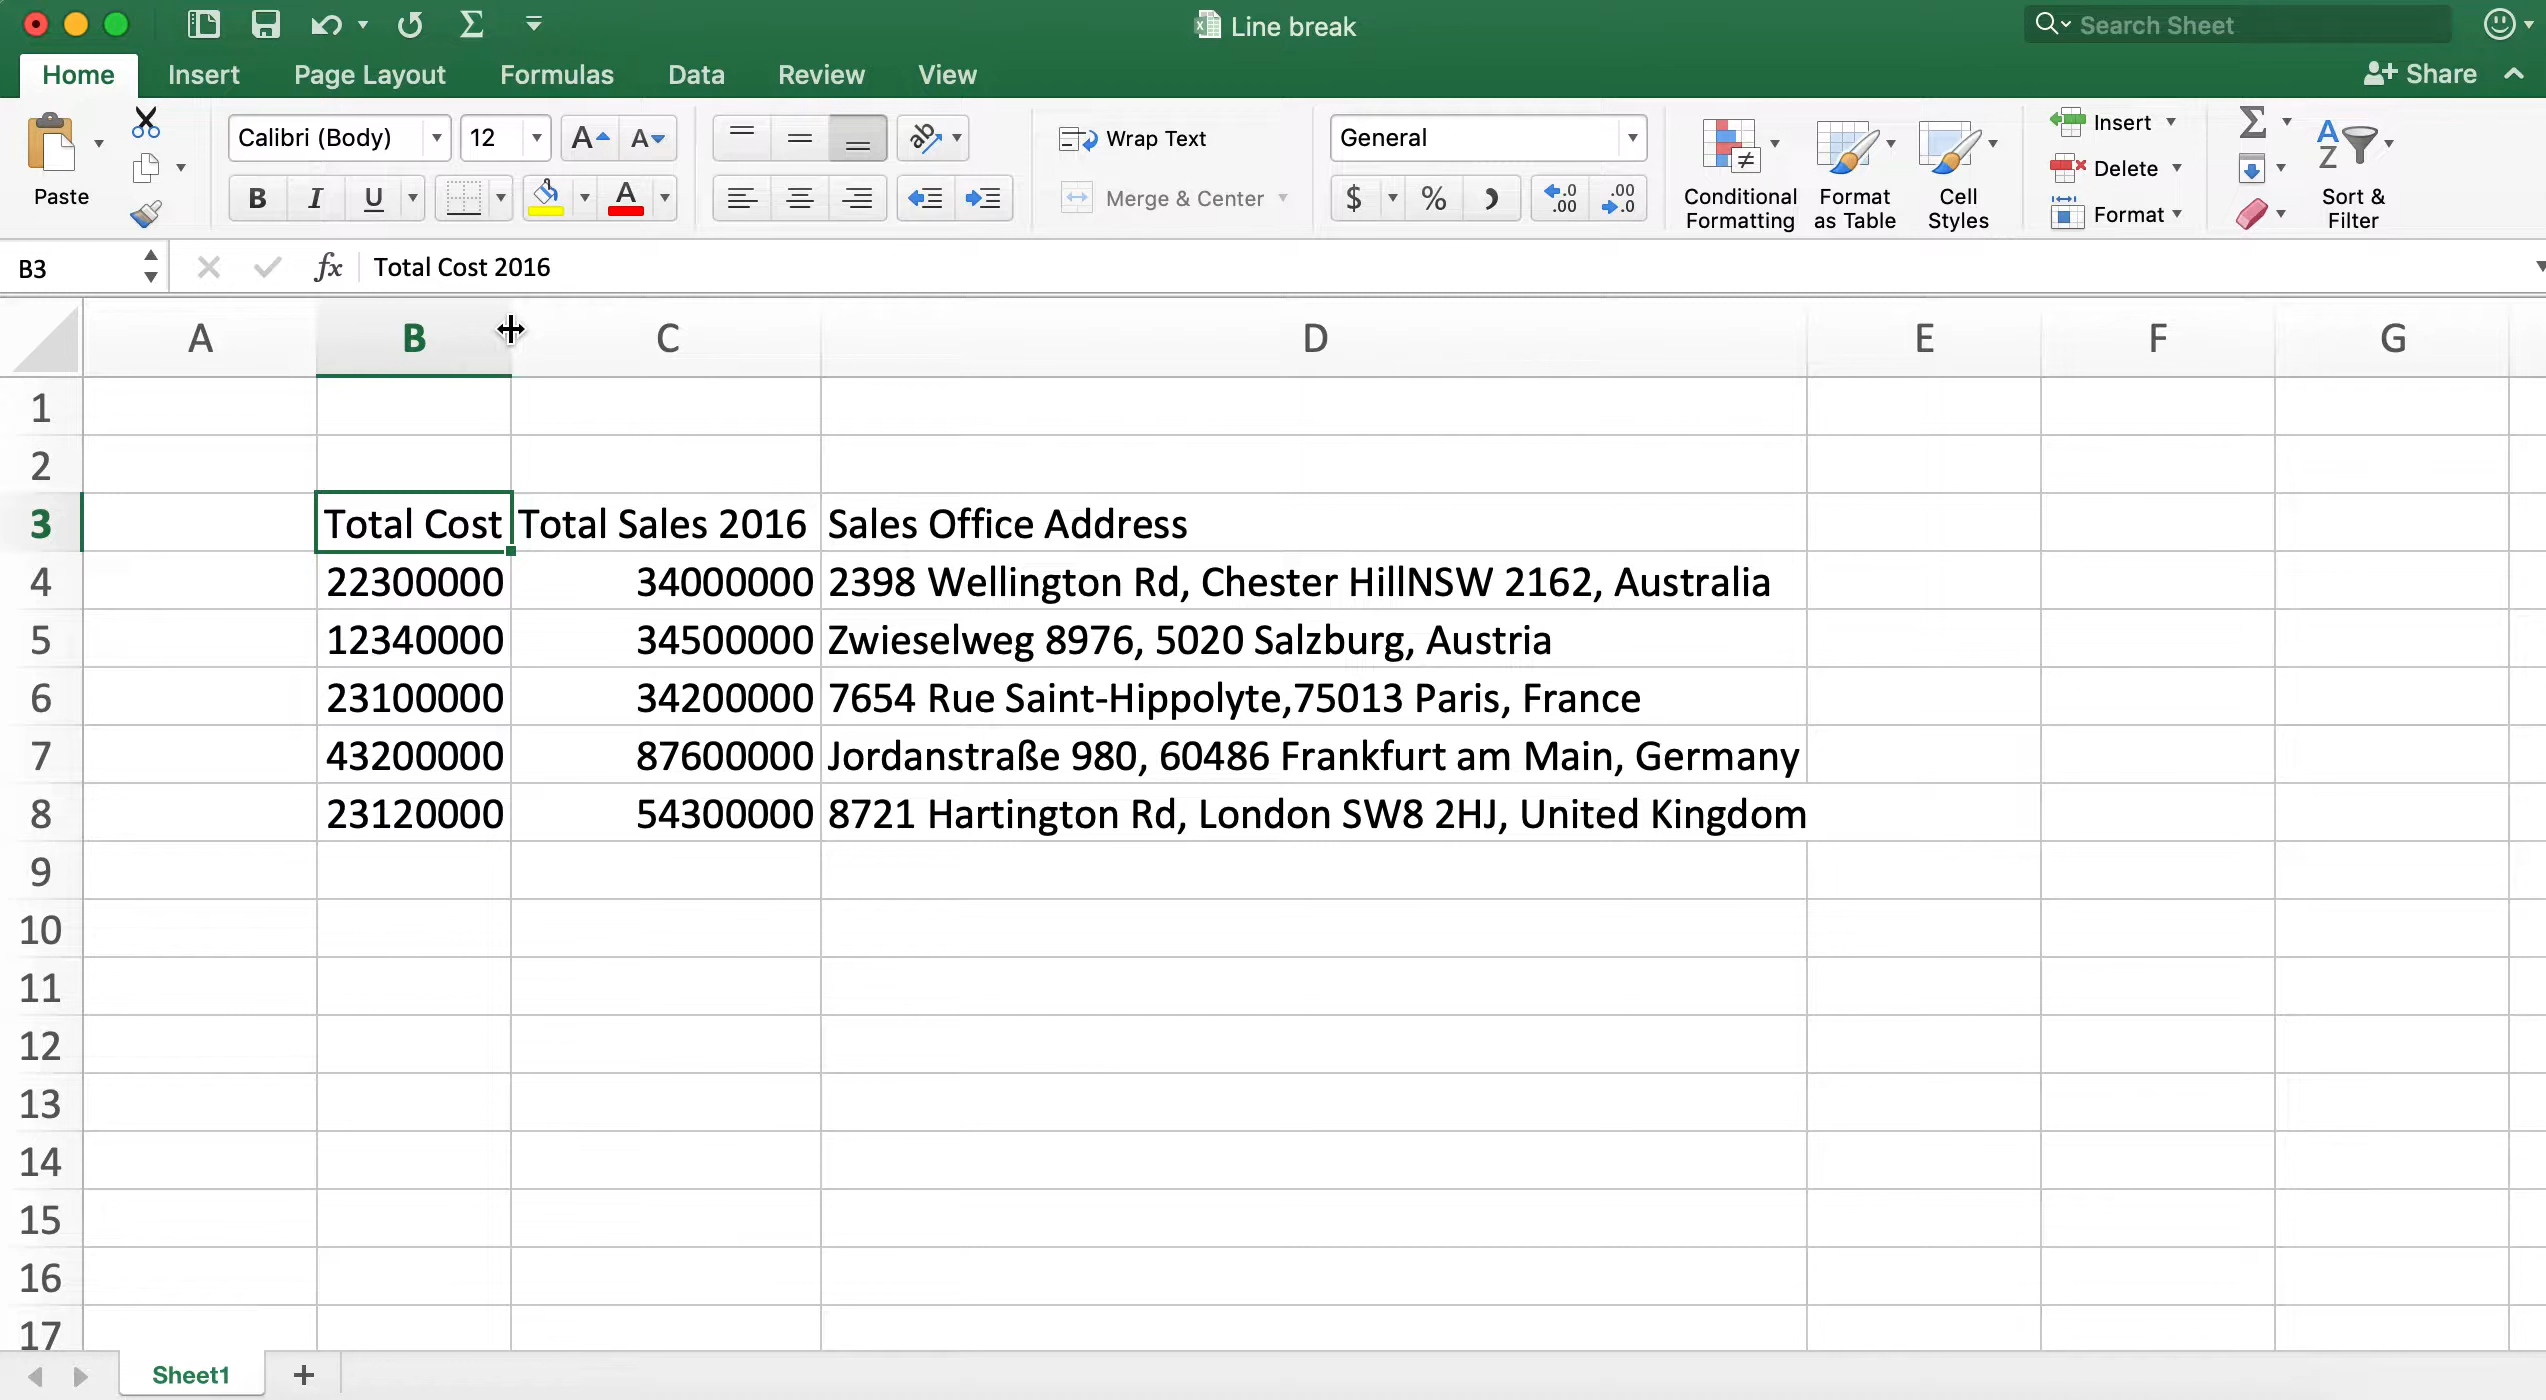 Line break
Search Sheet
Home Insert Page Layout Formulas Data Review View
Share
Paste
Calibri (Body) 12
Wrap Text
Merge & Center
General
Conditional Formatting
Format as Table
Cell Styles
Insert
Delete
Format
Sort & Filter
B3 fx Total Cost 2016
A B C D E F G
1
2
3 Total Cost Total Sales 2016 Sales Office Address
4 22300000 34000000 2398 Wellington Rd, Chester HillNSW 2162, Australia
5 12340000 34500000 Zwieselweg 8976, 5020 Salzburg, Austria
6 23100000 34200000 7654 Rue Saint-Hippolyte,75013 Paris, France
7 43200000 87600000 Jordanstraße 980, 60486 Frankfurt am Main, Germany
8 23120000 54300000 8721 Hartington Rd, London SW8 2HJ, United Kingdom
9
10
11
12
13
14
15
16
17
Sheet1